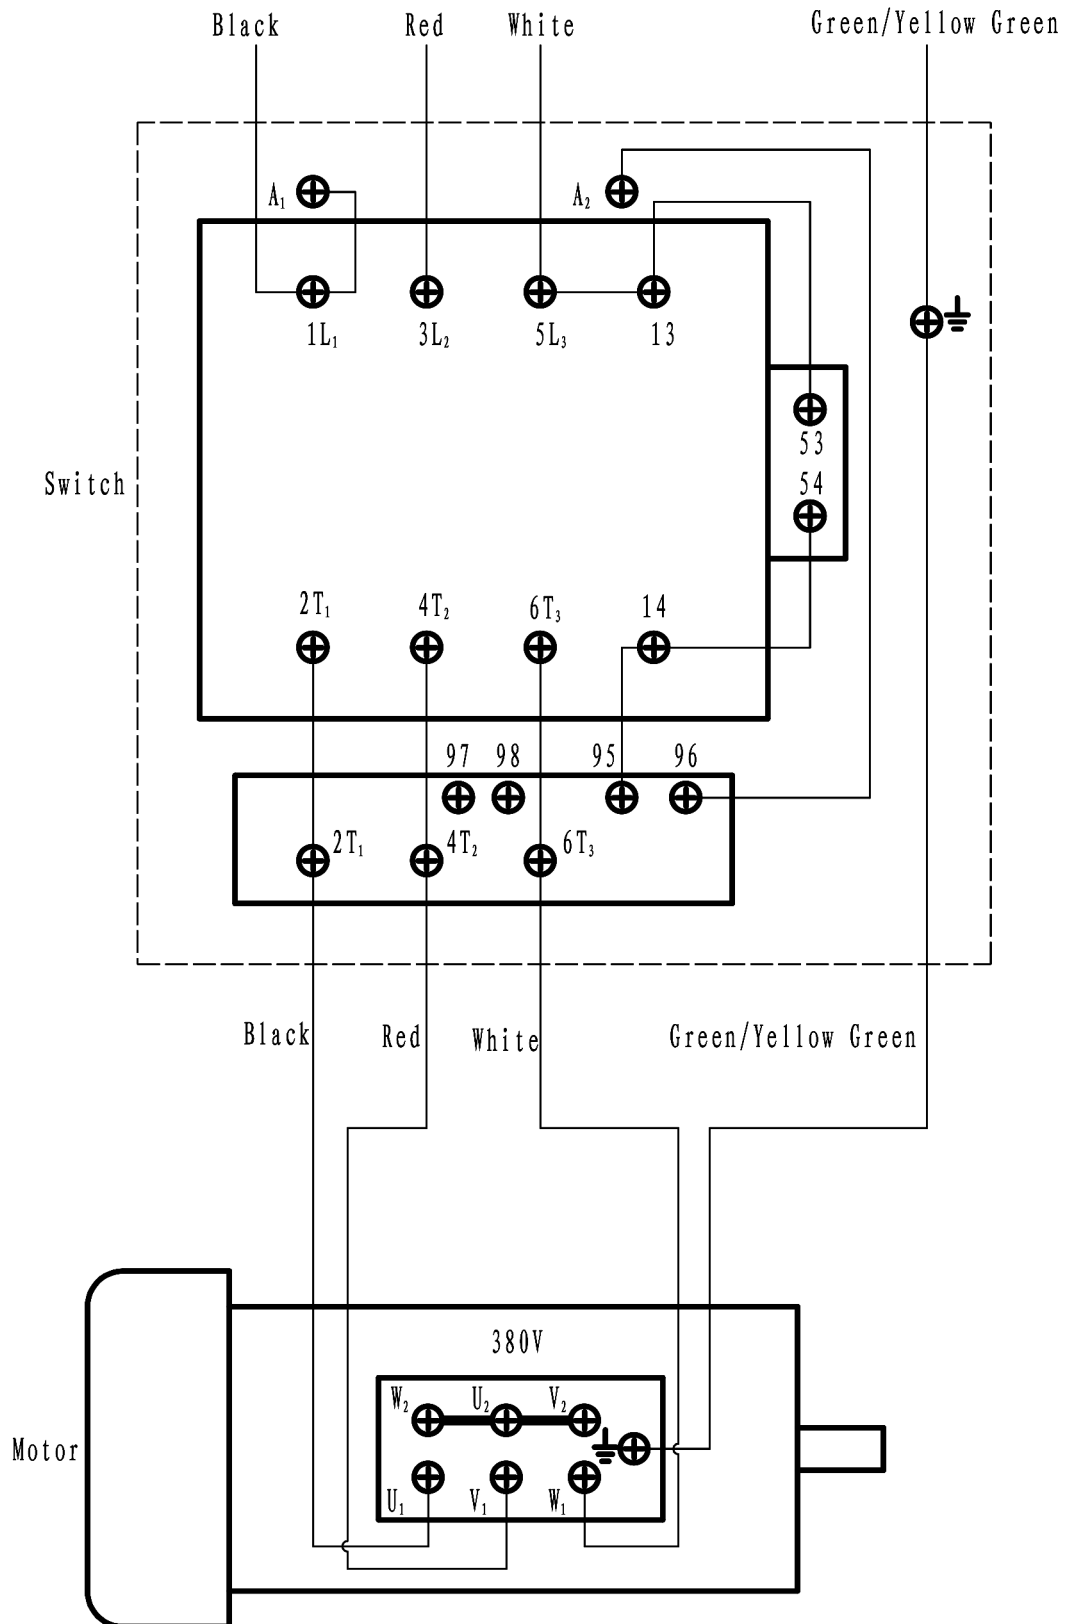 Black Red White Green/Yellow Green
A₁ A₂
1L₁ 3L₂ 5L₃ 13
53
Switch 54
2T₁ 4T₂ 6T₃ 14
97 98 95 96
2T₁ 4T₂ 6T₃
Black Red White Green/Yellow Green
380V
W₂ U₂ V₂
Motor
U₁ V₁ W₁